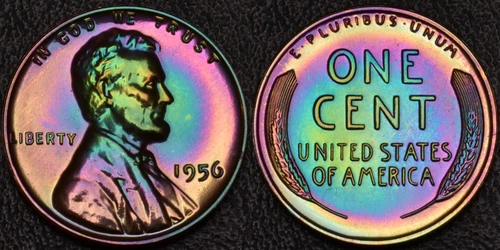 IN GOD WE TRUST
LIBERTY
1956
E·PLURIBUS·UNUM
ONE
CENT
UNITED STATES
OF AMERICA